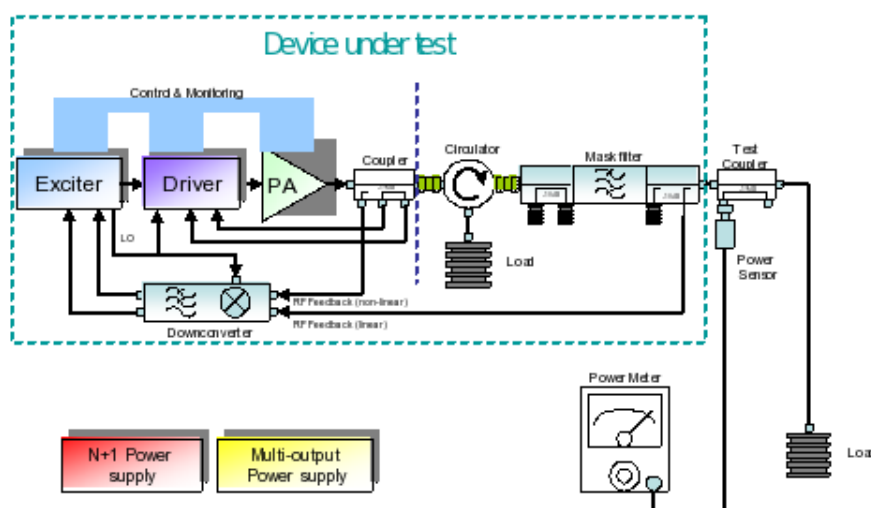 Device under test
Control & Monitoring
Exciter
Driver
PA
Coupler
Circulator
Mask filter
Test
Coupler
LO
Load
Power
Sensor
RF Feedback (non-linear)
RF Feedback (linear)
Downconverter
Power Meter
N+1 Power
supply
Multi-output
Power supply
Load